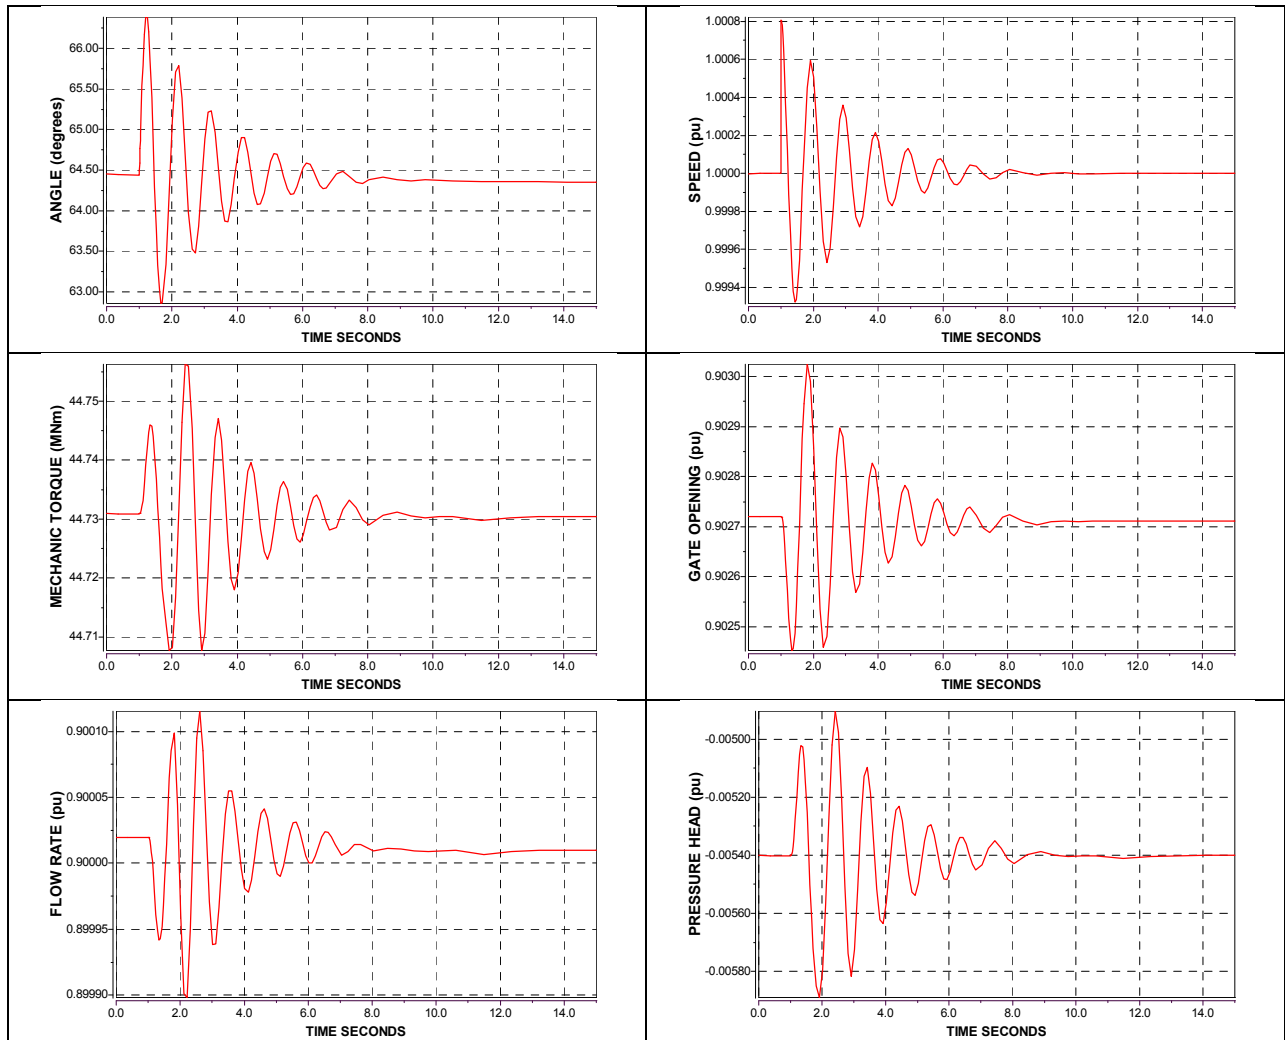 ANGLE (degrees)
66.00
65.50
65.00
64.50
64.00
63.50
63.00
0.0 2.0 4.0 6.0 8.0 10.0 12.0 14.0
TIME SECONDS
SPEED (pu)
1.0008
1.0006
1.0004
1.0002
1.0000
0.9998
0.9996
0.9994
0.0 2.0 4.0 6.0 8.0 10.0 12.0 14.0
TIME SECONDS
MECHANIC TORQUE (MNm)
44.75
44.74
44.73
44.72
44.71
0.0 2.0 4.0 6.0 8.0 10.0 12.0 14.0
TIME SECONDS
GATE OPENING (pu)
0.9030
0.9029
0.9028
0.9027
0.9026
0.9025
0.0 2.0 4.0 6.0 8.0 10.0 12.0 14.0
TIME SECONDS
FLOW RATE (pu)
0.90010
0.90005
0.90000
0.89995
0.89990
0.0 2.0 4.0 6.0 8.0 10.0 12.0 14.0
TIME SECONDS
PRESSURE HEAD (pu)
-0.00500
-0.00520
-0.00540
-0.00560
-0.00580
0.0 2.0 4.0 6.0 8.0 10.0 12.0 14.0
TIME SECONDS